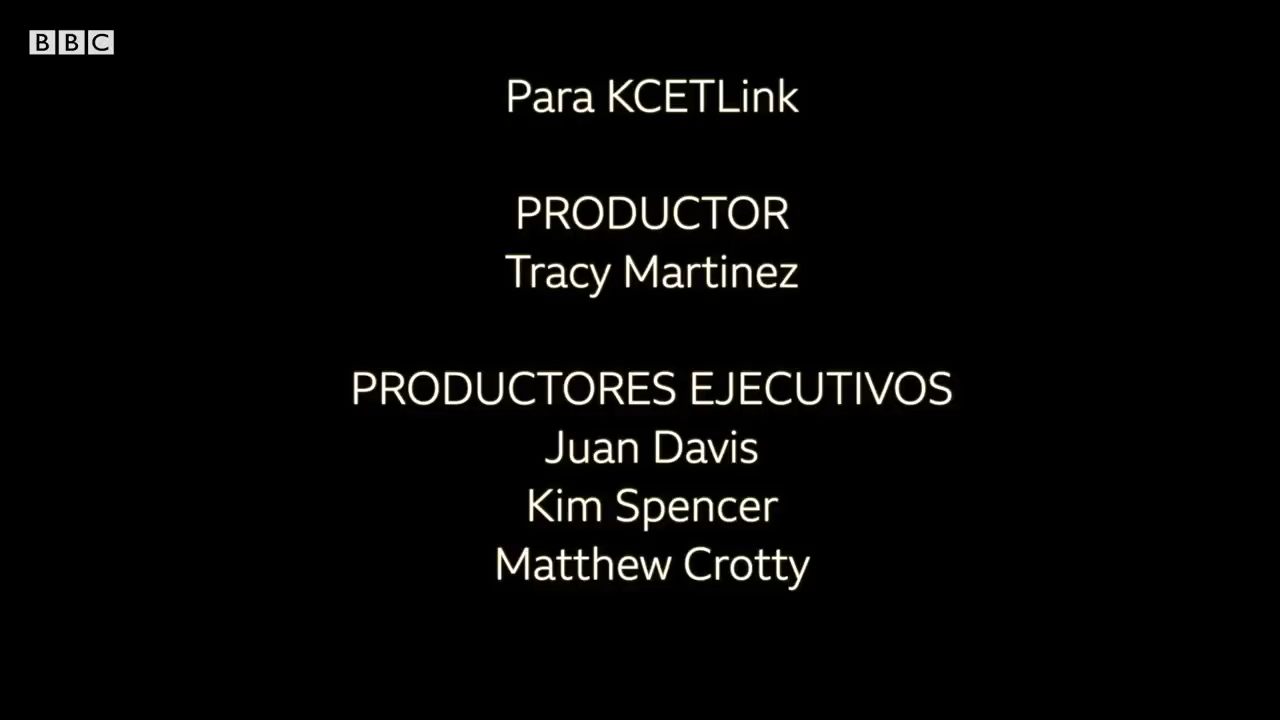 BBC
Para KCETLink
PRODUCTOR
Tracy Martinez
PRODUCTORES EJECUTIVOS
Juan Davis
Kim Spencer
Matthew Crotty